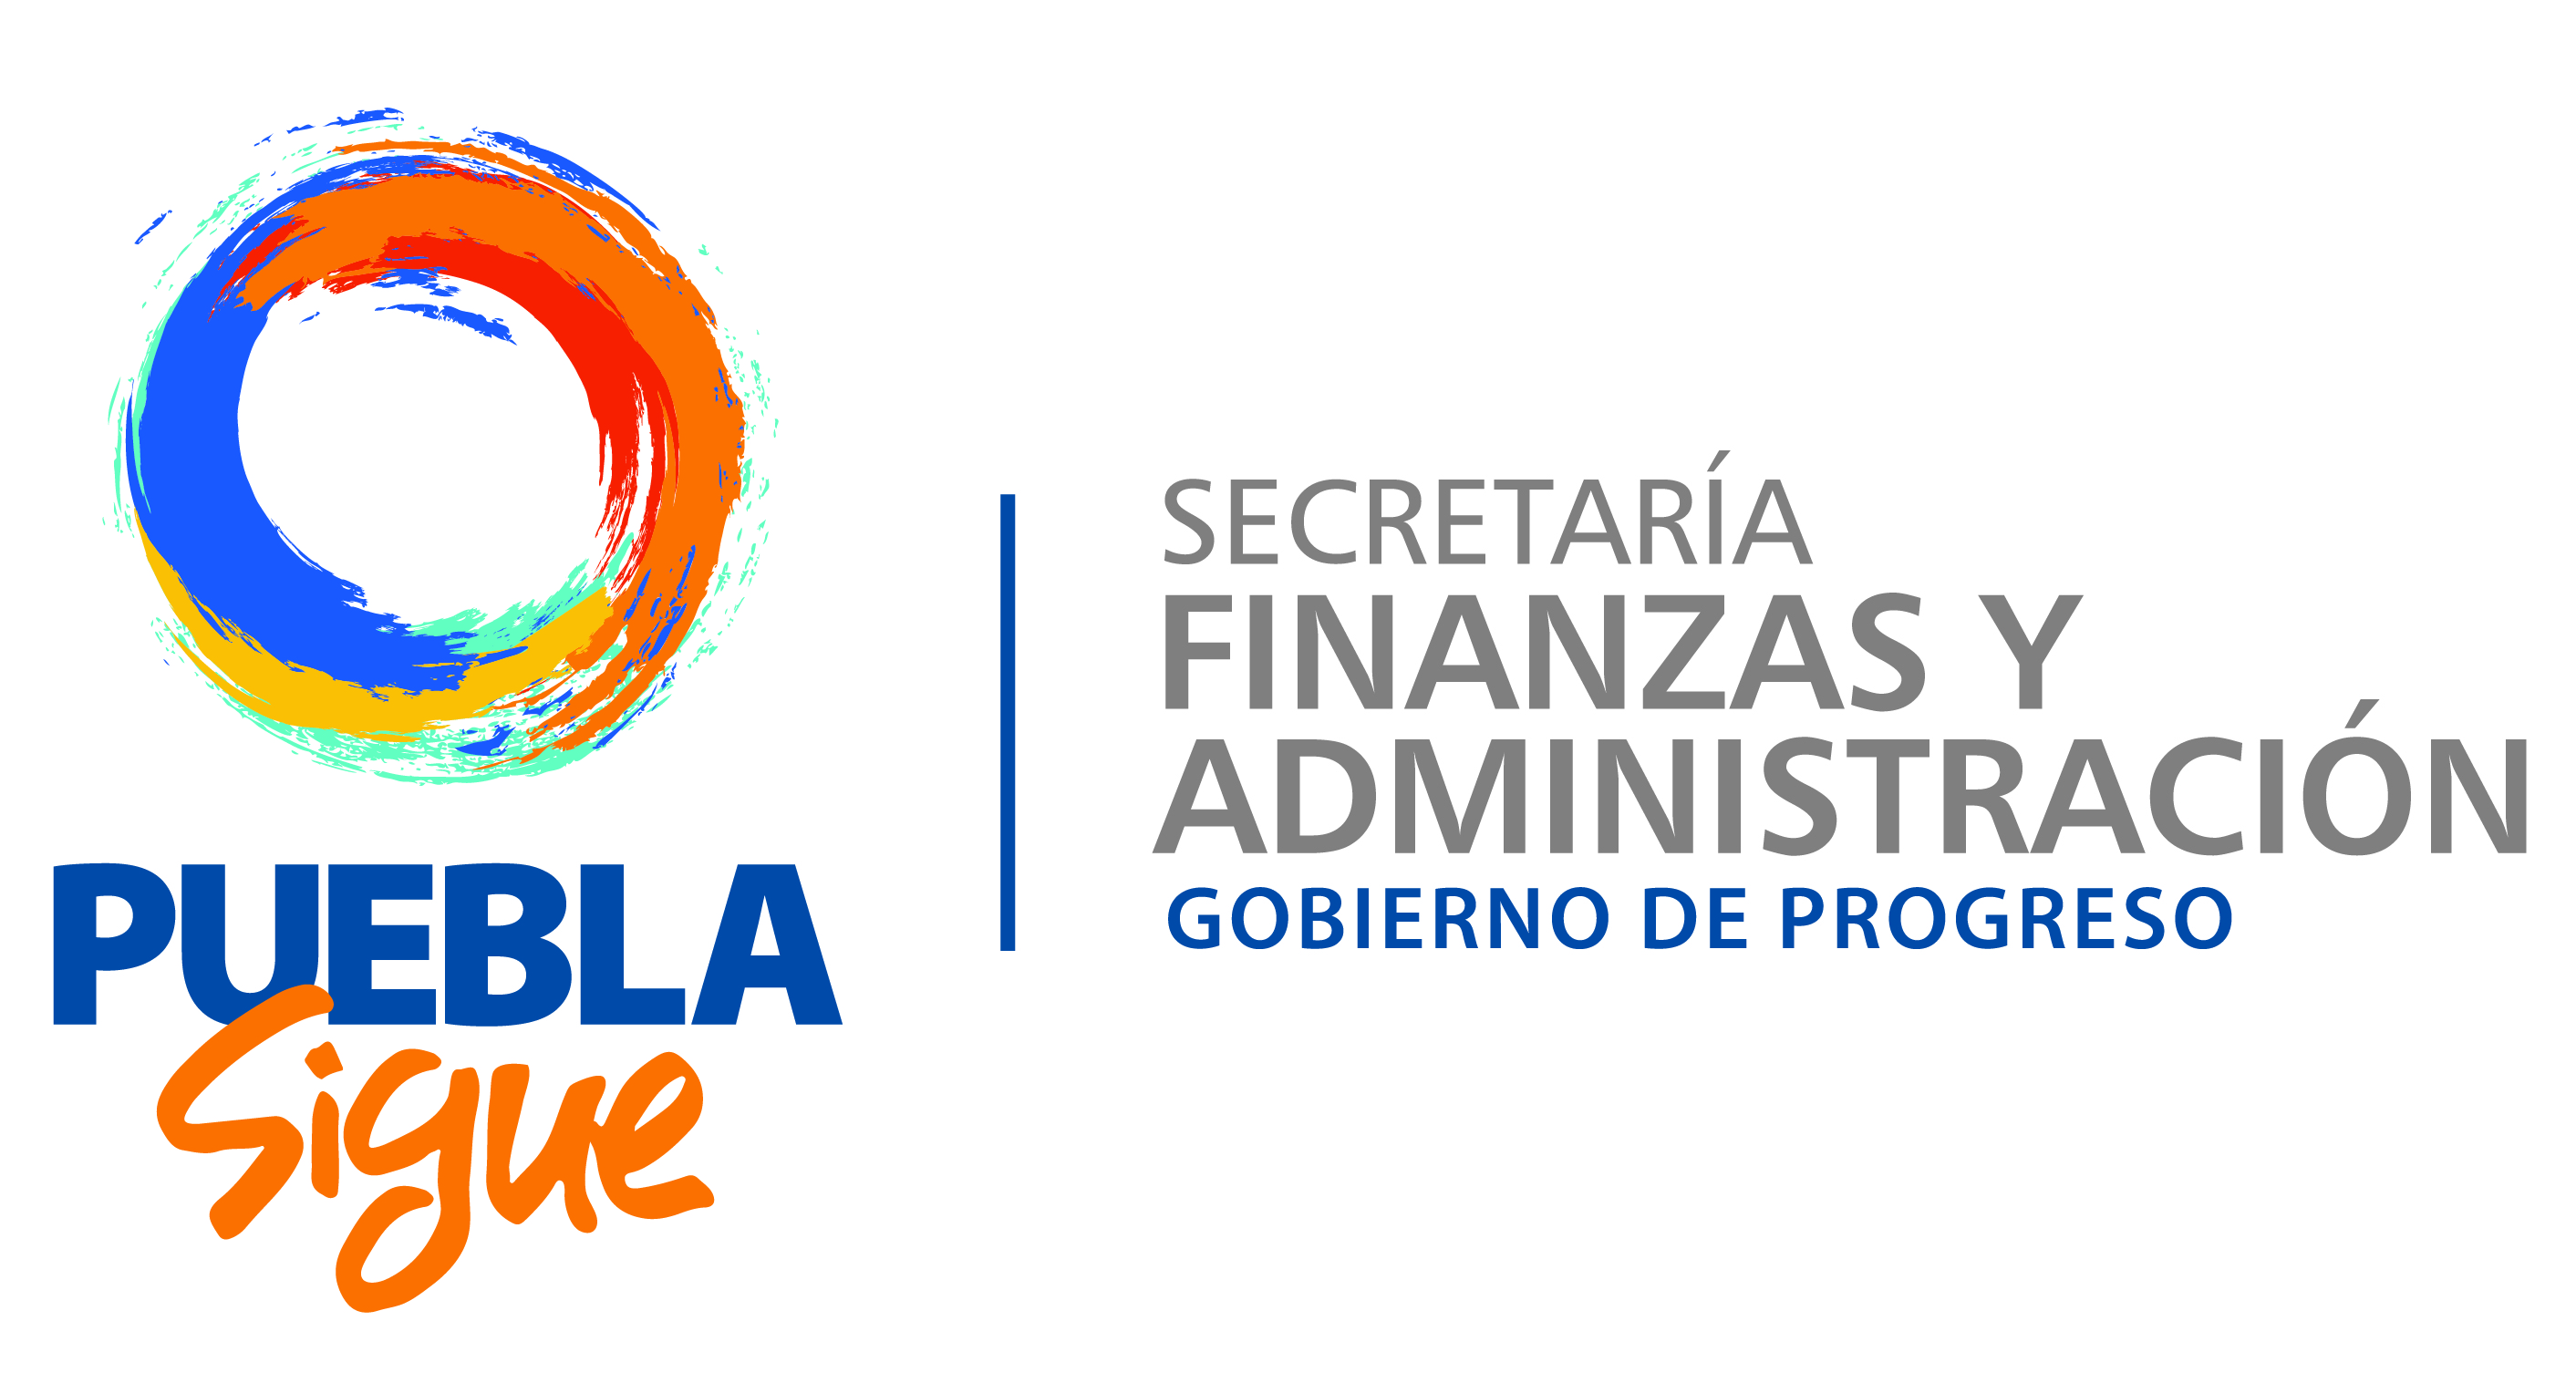 PUEBLA
Sigue
SECRETARÍA
FINANZAS Y
ADMINISTRACIÓN
GOBIERNO DE PROGRESO